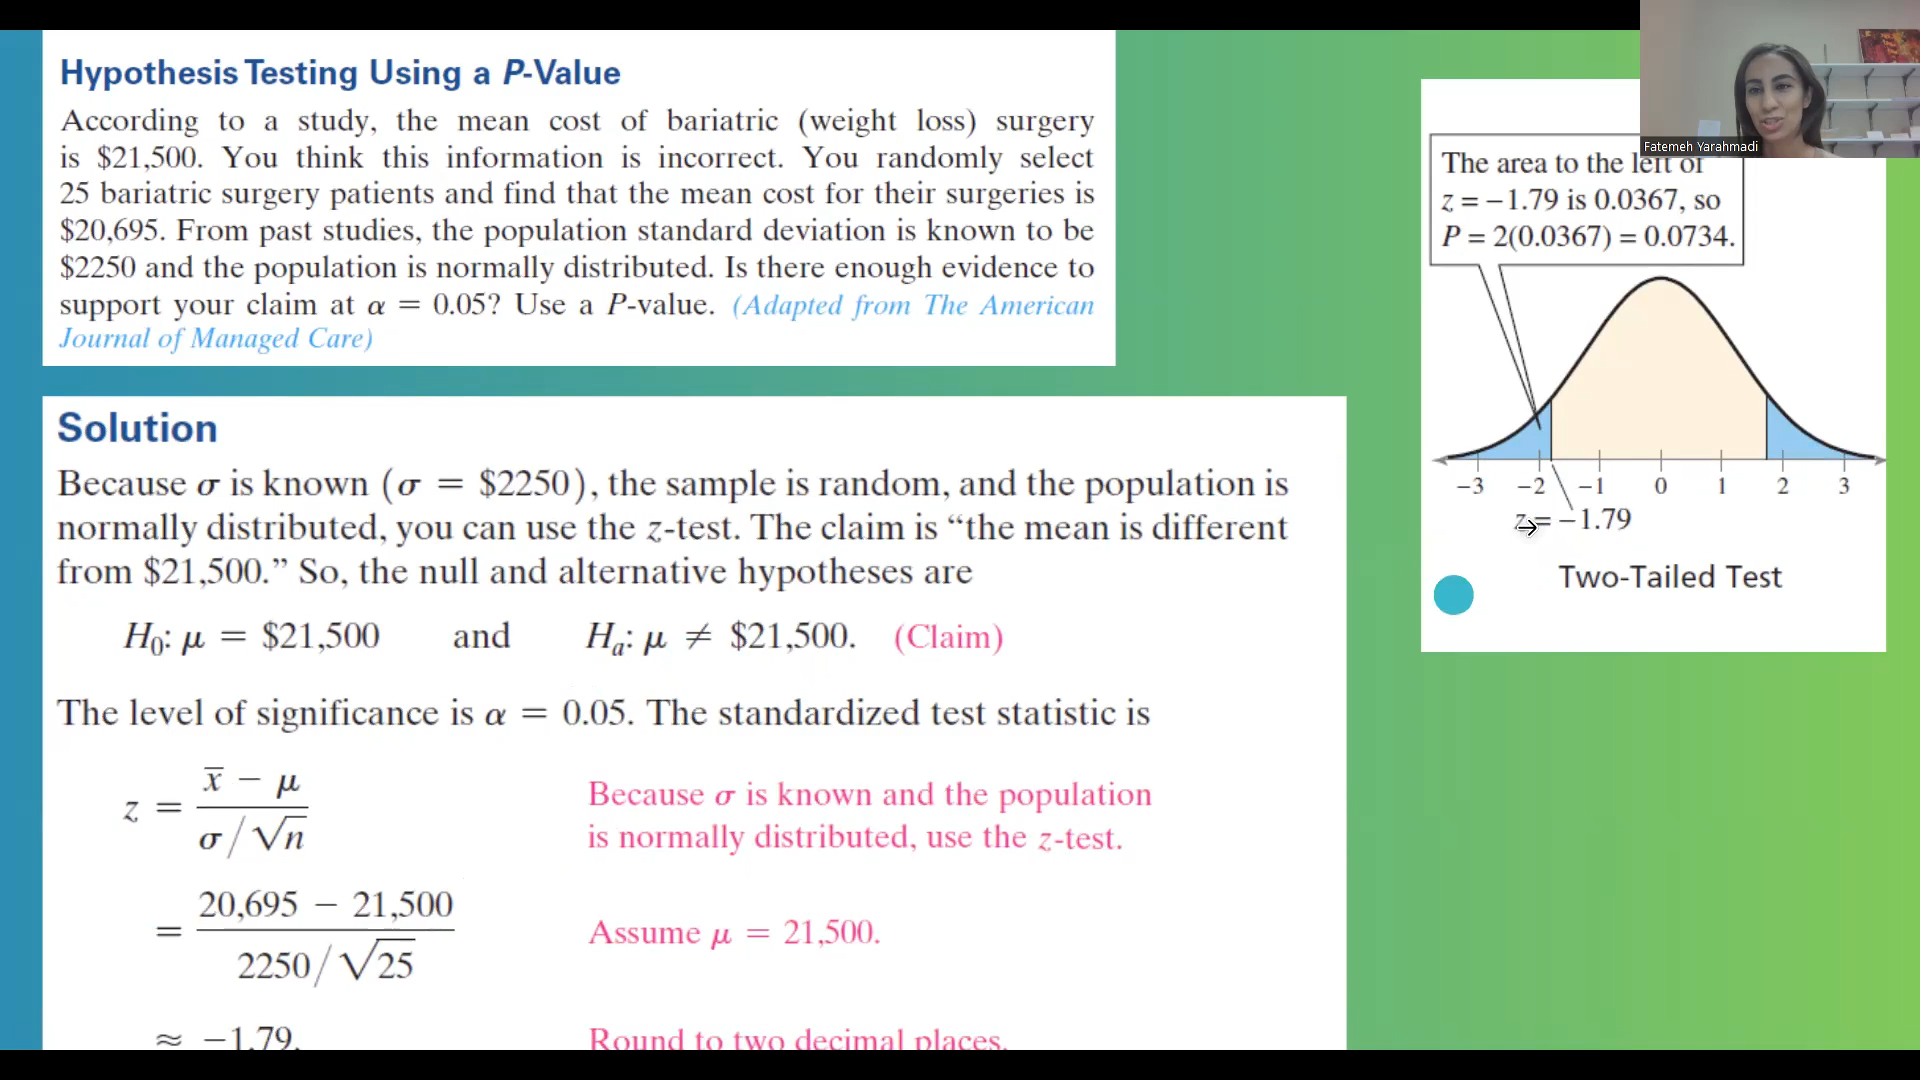 Hypothesis Testing Using a P-Value
According to a study, the mean cost of bariatric (weight loss) surgery
is $21,500. You think this information is incorrect. You randomly select
25 bariatric surgery patients and find that the mean cost for their surgeries is
$20,695. From past studies, the population standard deviation is known to be
$2250 and the population is normally distributed. Is there enough evidence to
support your claim at α = 0.05? Use a P-value. (Adapted from The American
Journal of Managed Care)
Solution
Because σ is known (σ = $2250), the sample is random, and the population is
normally distributed, you can use the z-test. The claim is “the mean is different
from $21,500.” So, the null and alternative hypotheses are
H₀: μ = $21,500 and Hₐ: μ ≠ $21,500. (Claim)
The level of significance is α = 0.05. The standardized test statistic is
z = (x̄ − μ) / (σ/√n)
Because σ is known and the population
is normally distributed, use the z-test.
= (20,695 − 21,500) / (2250/√25)
Assume μ = 21,500.
≈ −1.79.
Round to two decimal places.
Fatemeh Yarahmadi
The area to the left of
z = −1.79 is 0.0367, so
P = 2(0.0367) = 0.0734.
−3 −2 −1 0 1 2 3
z = −1.79
Two-Tailed Test